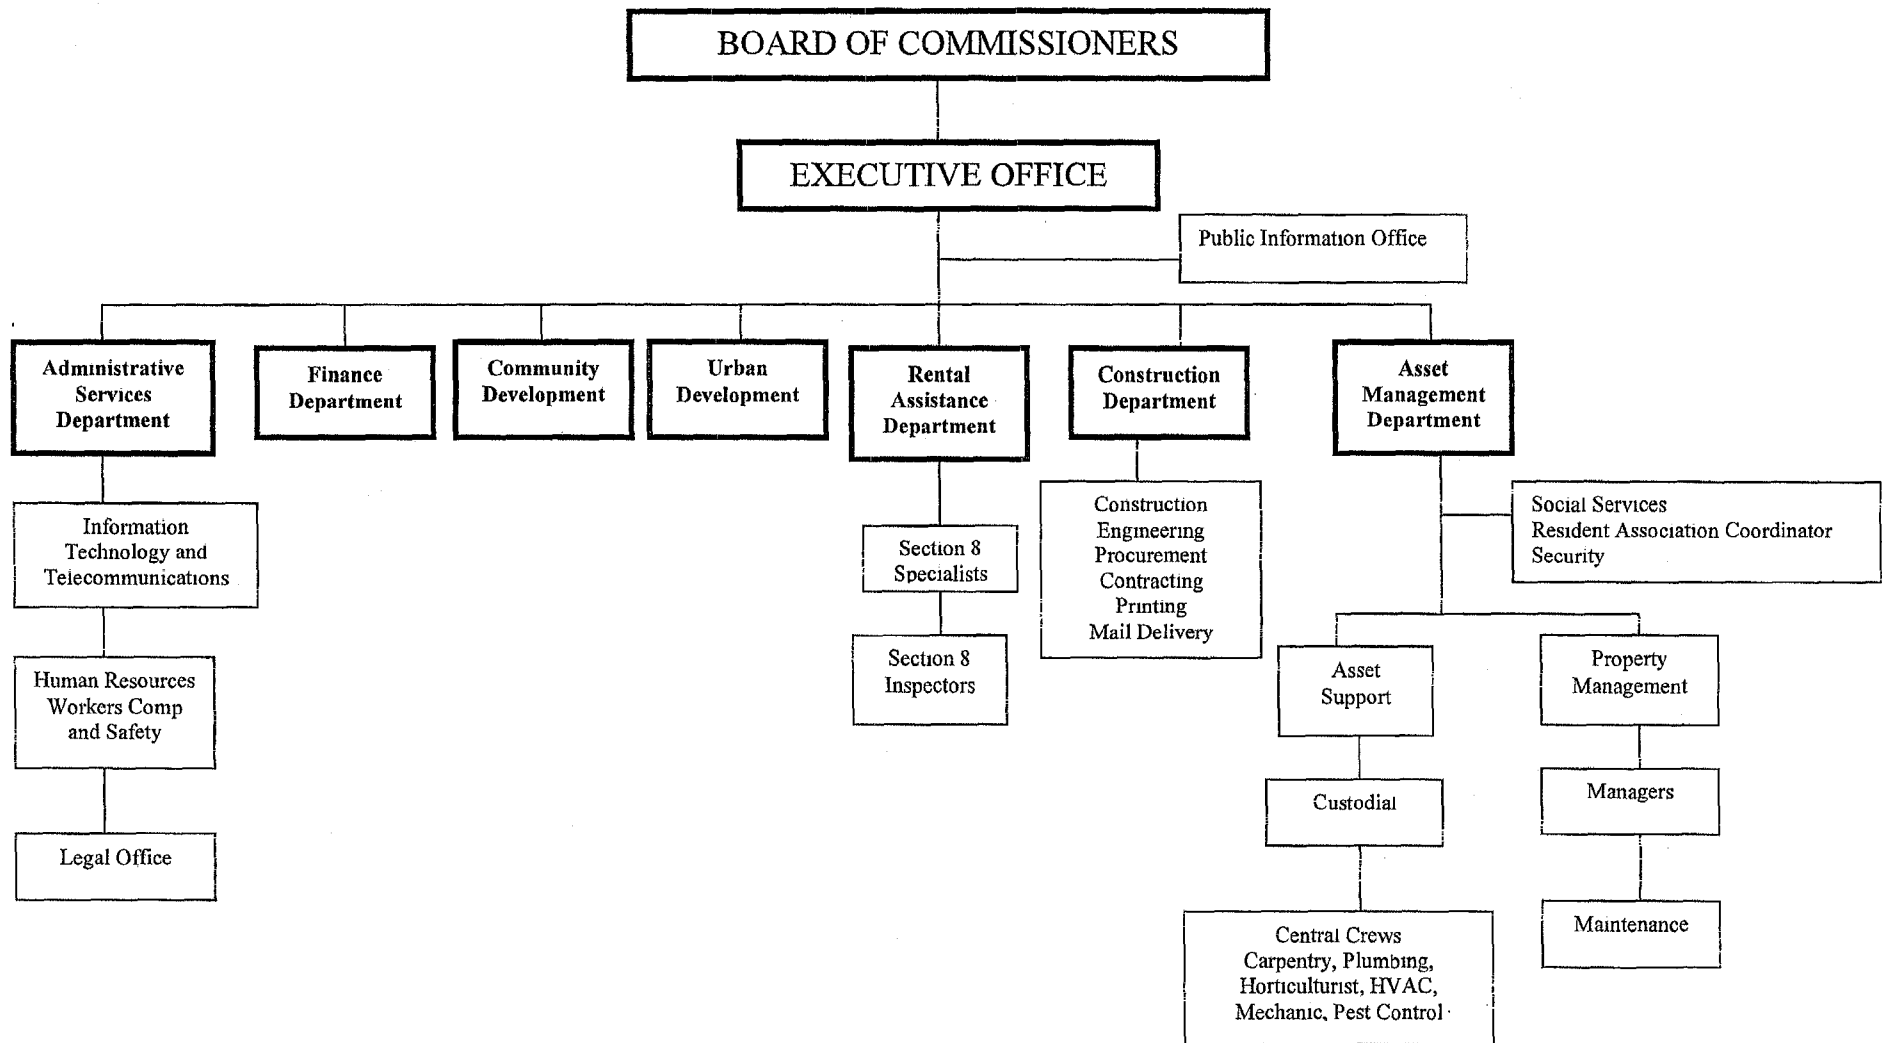 BOARD OF COMMISSIONERS
EXECUTIVE OFFICE
Public Information Office
Administrative
Services
Department
Finance
Department
Community
Development
Urban
Development
Rental
Assistance
Department
Construction
Department
Asset
Management
Department
Information
Technology and
Telecommunications
Human Resources
Workers Comp
and Safety
Legal Office
Section 8
Specialists
Section 8
Inspectors
Construction
Engineering
Procurement
Contracting
Printing
Mail Delivery
Social Services
Resident Association Coordinator
Security
Asset
Support
Custodial
Central Crews
Carpentry, Plumbing,
Horticulturist, HVAC,
Mechanic, Pest Control
Property
Management
Managers
Maintenance